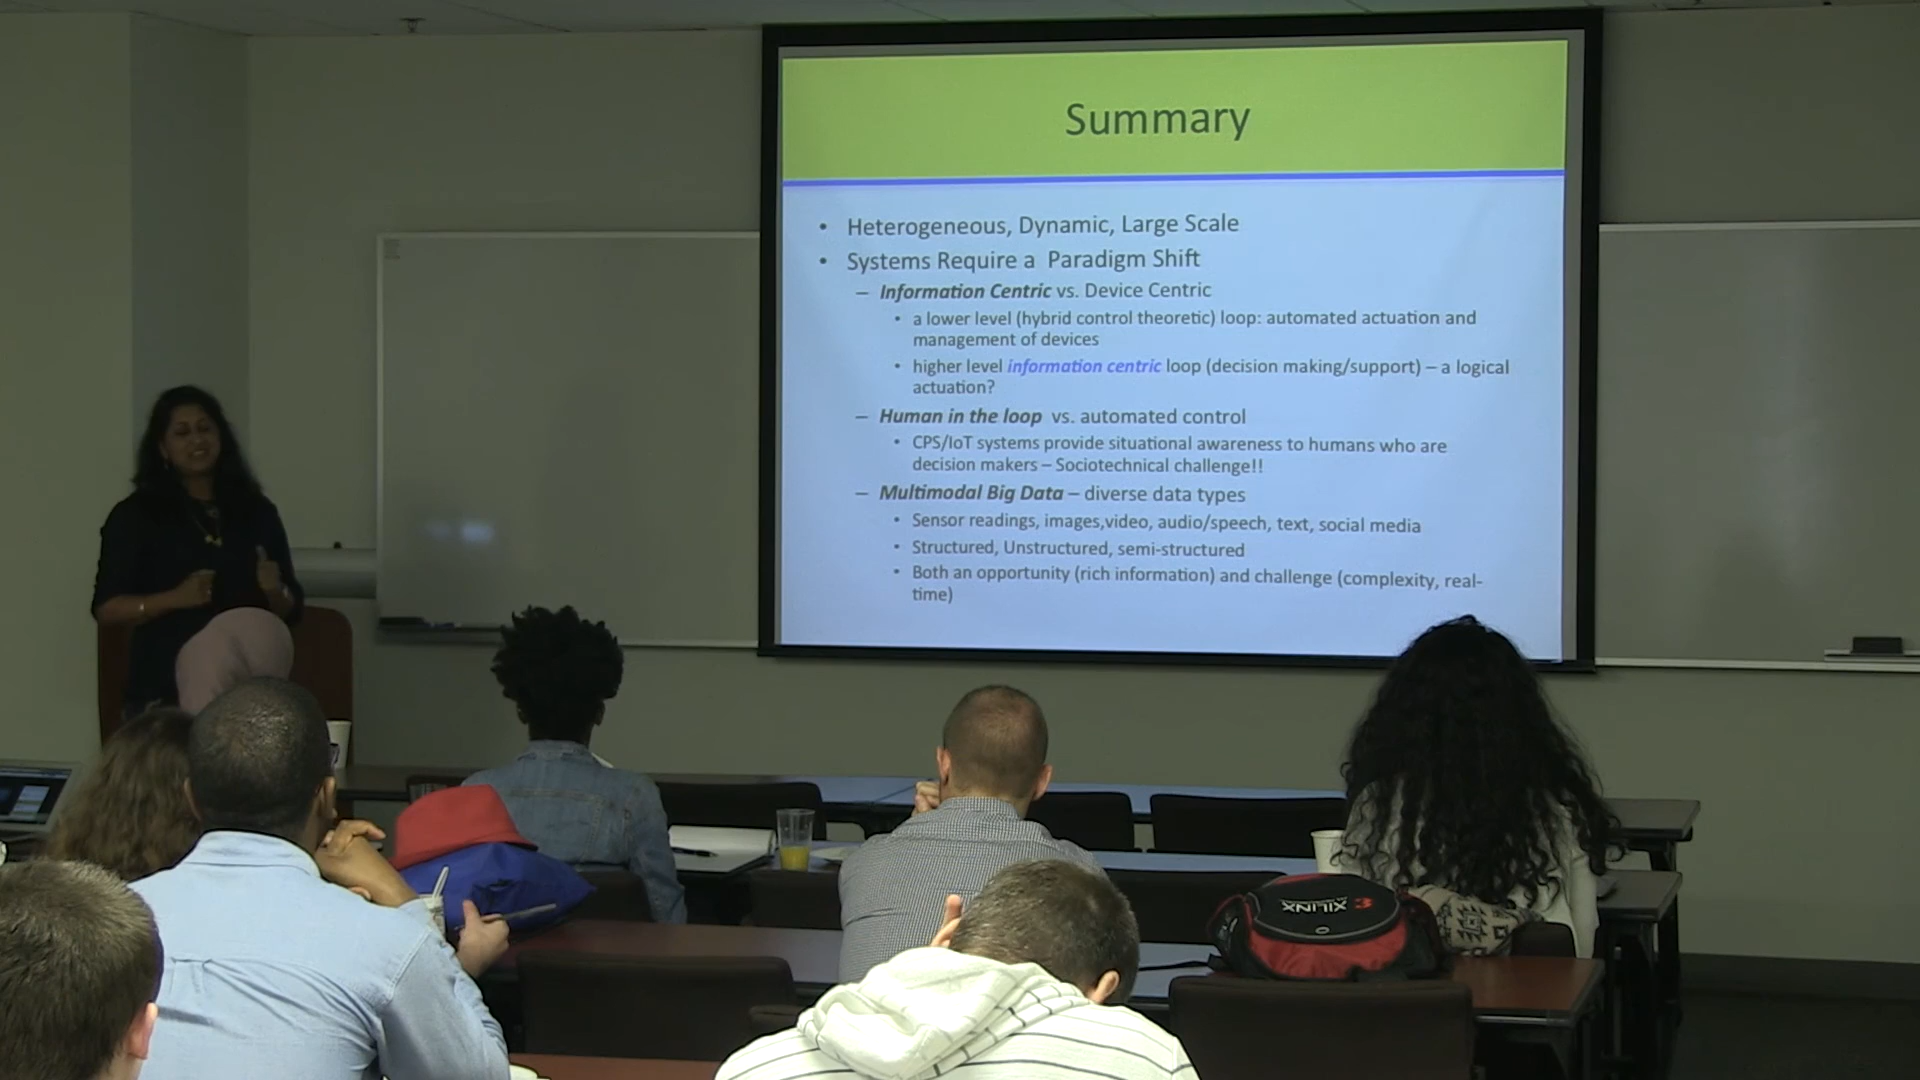 Summary
• Heterogeneous, Dynamic, Large Scale
• Systems Require a Paradigm Shift
– Information Centric vs. Device Centric
• a lower level (hybrid control theoretic) loop: automated actuation and
management of devices
• higher level information centric loop (decision making/support) – a logical
actuation?
– Human in the loop vs. automated control
• CPS/IoT systems provide situational awareness to humans who are
decision makers – Sociotechnical challenge!!
– Multimodal Big Data – diverse data types
• Sensor readings, images,video, audio/speech, text, social media
• Structured, Unstructured, semi-structured
• Both an opportunity (rich information) and challenge (complexity, real-
time)
XILINX